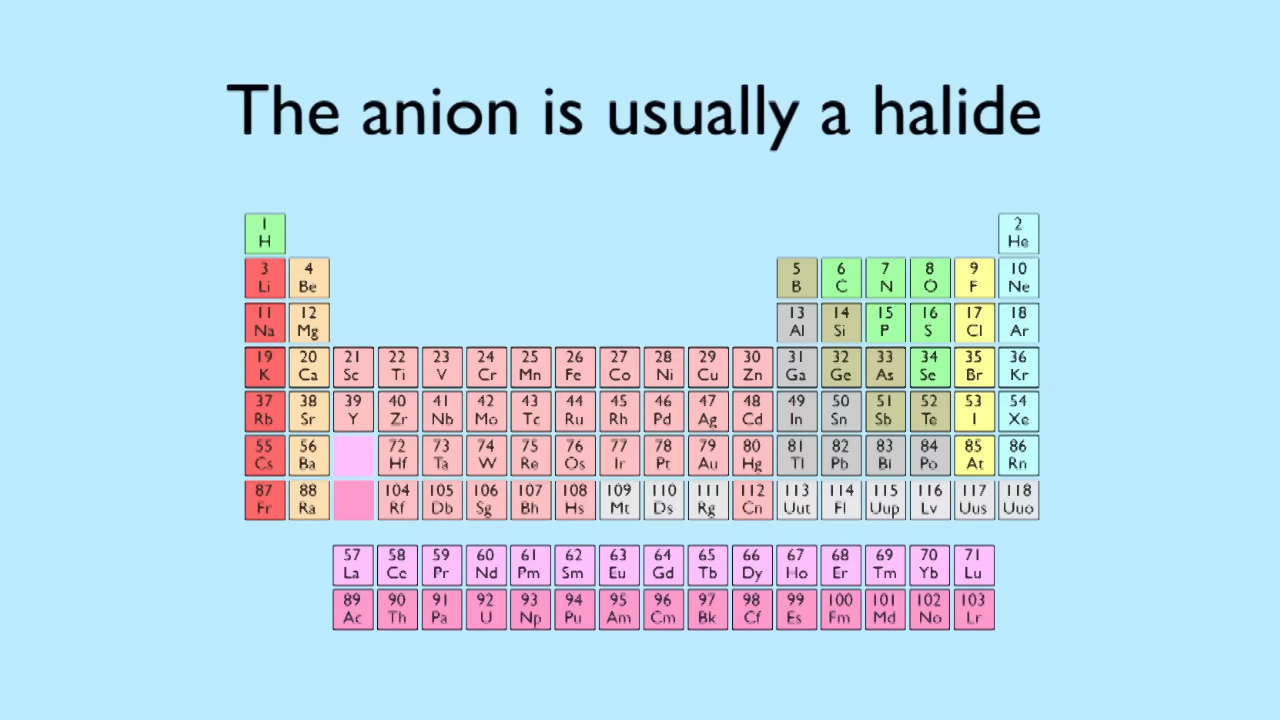 The anion is usually a halide
1 2
H He
3 4 5 6 7 8 9 10
Li Be B C N O F Ne
11 12 13 14 15 16 17 18
Na Mg Al Si P S Cl Ar
19 20 21 22 23 24 25 26 27 28 29 30 31 32 33 34 35 36
K Ca Sc Ti V Cr Mn Fe Co Ni Cu Zn Ga Ge As Se Br Kr
37 38 39 40 41 42 43 44 45 46 47 48 49 50 51 52 53 54
Rb Sr Y Zr Nb Mo Tc Ru Rh Pd Ag Cd In Sn Sb Te I Xe
55 56 72 73 74 75 76 77 78 79 80 81 82 83 84 85 86
Cs Ba Hf Ta W Re Os Ir Pt Au Hg Tl Pb Bi Po At Rn
87 88 104 105 106 107 108 109 110 111 112 113 114 115 116 117 118
Fr Ra Rf Db Sg Bh Hs Mt Ds Rg Cn Uut Fl Uup Lv Uus Uuo
57 58 59 60 61 62 63 64 65 66 67 68 69 70 71
La Ce Pr Nd Pm Sm Eu Gd Tb Dy Ho Er Tm Yb Lu
89 90 91 92 93 94 95 96 97 98 99 100 101 102 103
Ac Th Pa U Np Pu Am Cm Bk Cf Es Fm Md No Lr